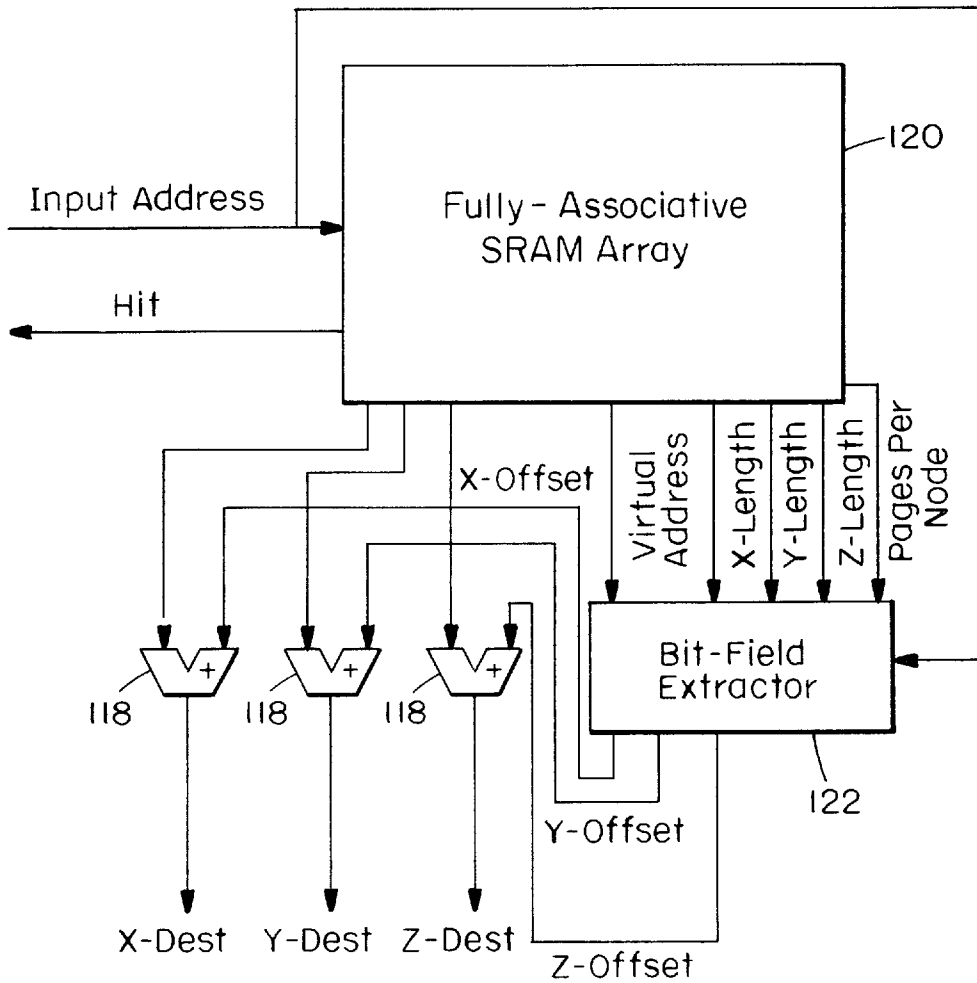 120
Input Address
Fully-Associative
SRAM Array
Hit
X-Offset
Virtual
Address
X-Length
Y-Length
Z-Length
Pages Per
Node
+
+
+
Bit-Field
Extractor
118
118
118
122
Y-Offset
X-Dest
Y-Dest
Z-Dest
Z-Offset